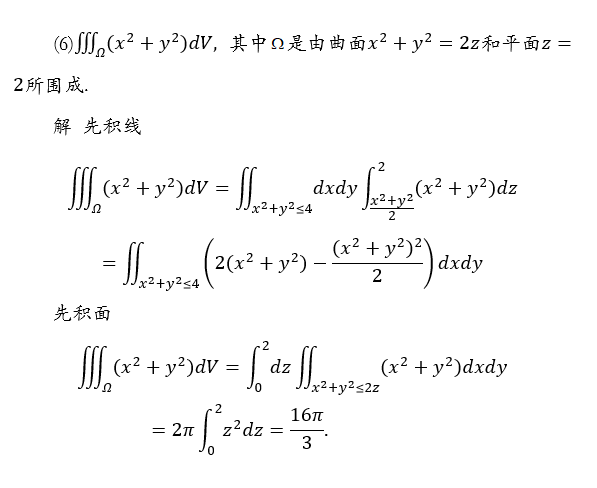 (6)∭_Ω(x² + y²)dV, 其中 Ω 是由曲面x² + y² = 2z和平面z =
2所围成.
解 先积线
∭_Ω (x² + y²)dV = ∬_{x²+y²≤4} dxdy ∫_{(x²+y²)/2}^{2} (x² + y²)dz
= ∬_{x²+y²≤4} (2(x² + y²) − (x² + y²)²/2) dxdy
先积面
∭_Ω (x² + y²)dV = ∫_0^2 dz ∬_{x²+y²≤2z} (x² + y²)dxdy
= 2π ∫_0^2 z²dz = 16π/3.